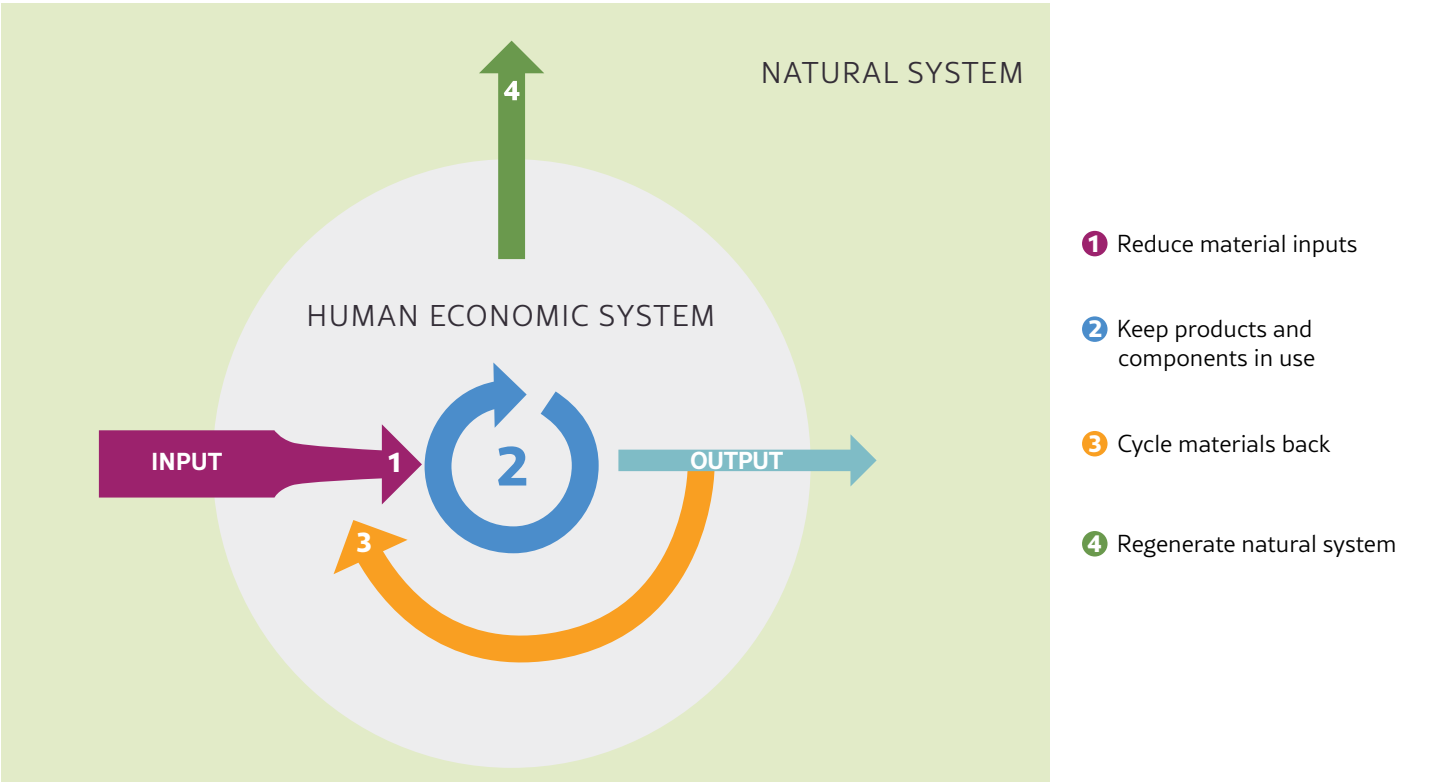 NATURAL SYSTEM
4
HUMAN ECONOMIC SYSTEM
INPUT
1
2
OUTPUT
3
1 Reduce material inputs
2 Keep products and
components in use
3 Cycle materials back
4 Regenerate natural system